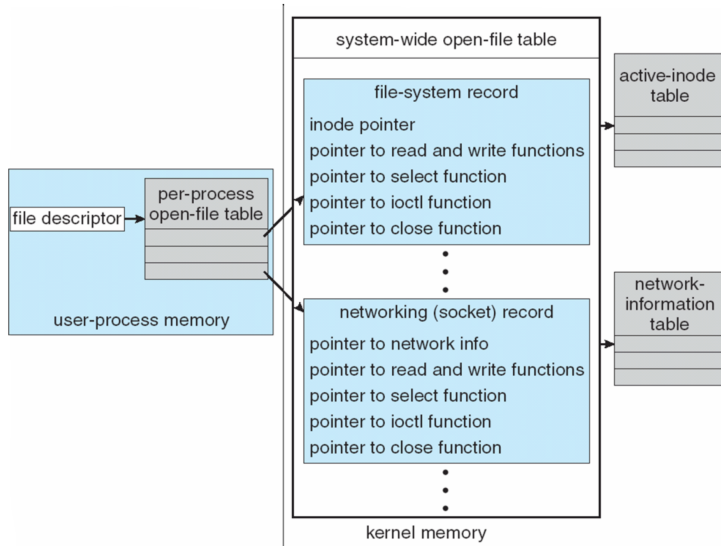 system-wide open-file table
file-system record
inode pointer
pointer to read and write functions
pointer to select function
pointer to ioctl function
pointer to close function
active-inode
table
per-process
open-file table
file descriptor
user-process memory
networking (socket) record
pointer to network info
pointer to read and write functions
pointer to select function
pointer to ioctl function
pointer to close function
network-
information
table
kernel memory